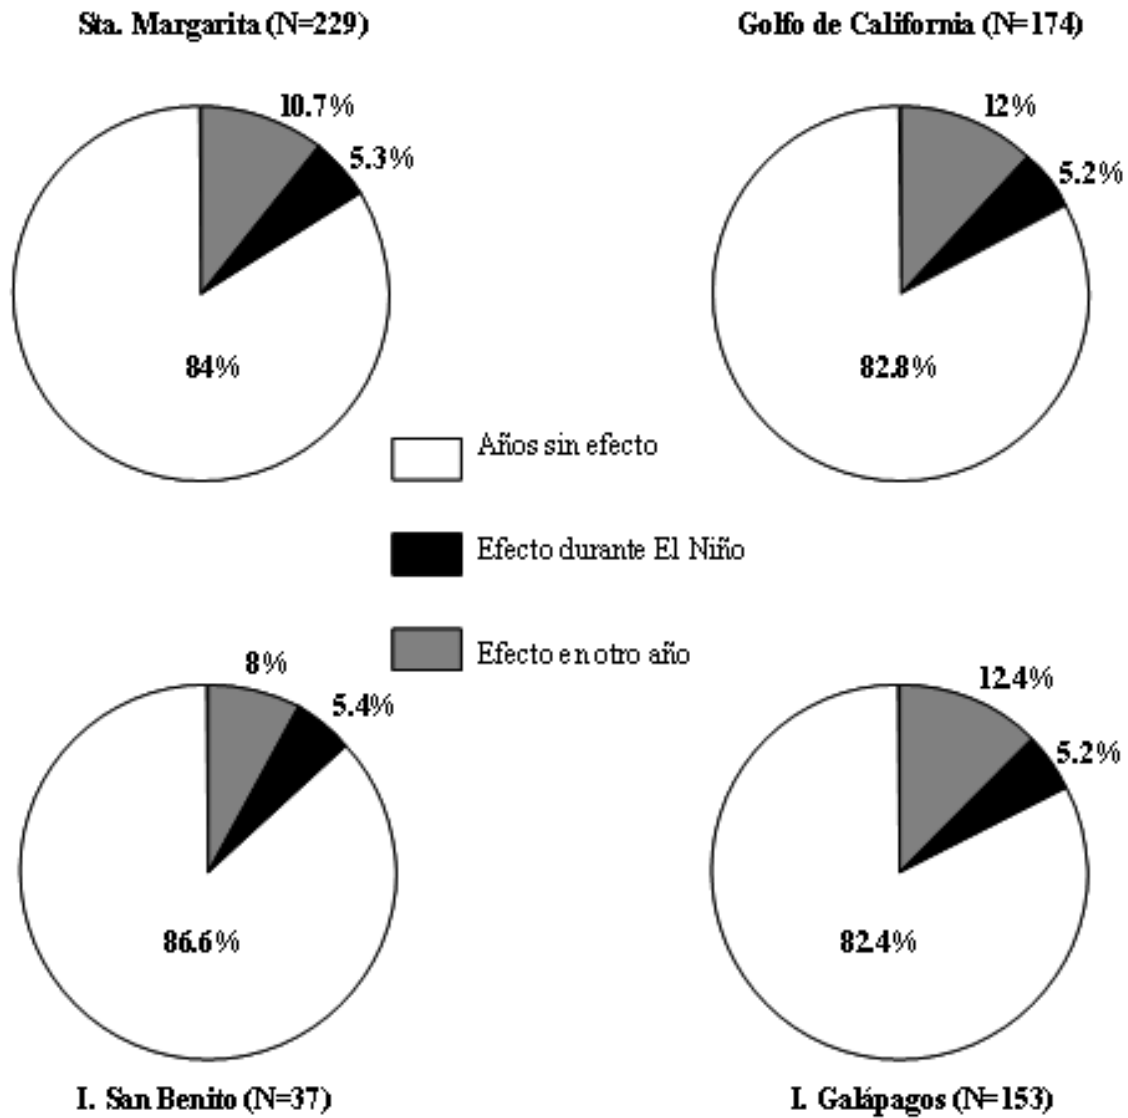 Sta. Margarita (N=229)
Golfo de California (N=174)
10.7%
5.3%
84%
12%
5.2%
82.8%
Años sin efecto
Efecto durante El Niño
Efecto en otro año
8%
5.4%
86.6%
12.4%
5.2%
82.4%
I. San Benito (N=37)
I. Galápagos (N=153)